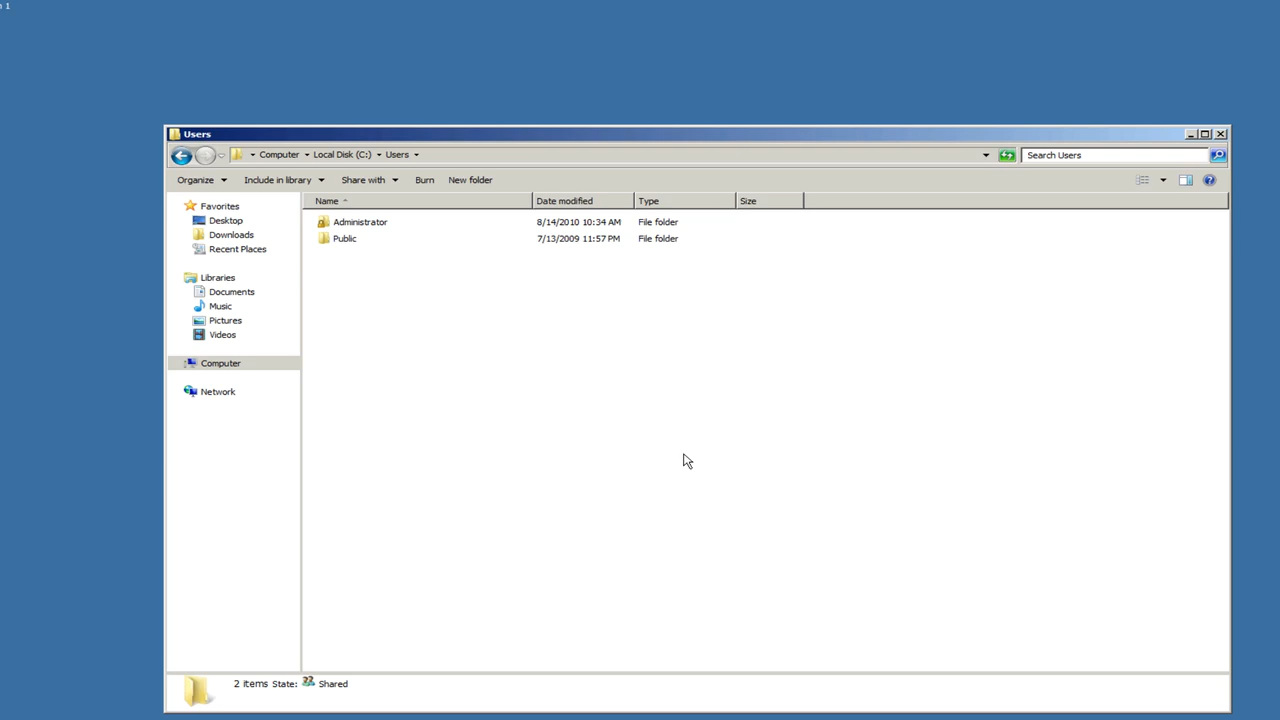 n 1
Users
Computer Local Disk (C:) Users
Search Users
Organize Include in library Share with Burn New folder
Name Date modified Type Size
Favorites
Desktop
Downloads
Recent Places
Libraries
Documents
Music
Pictures
Videos
Computer
Network
Administrator 8/14/2010 10:34 AM File folder
Public 7/13/2009 11:57 PM File folder
2 items State: Shared